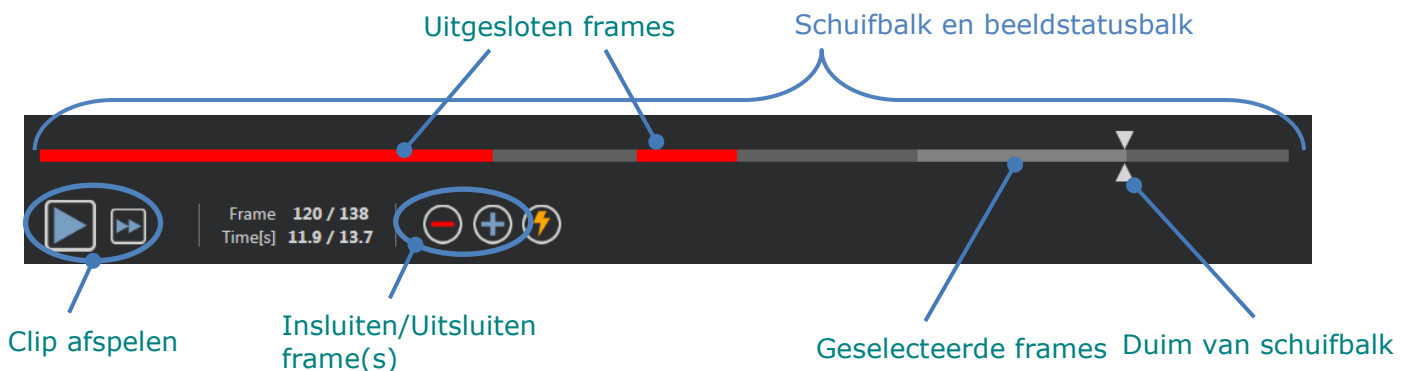 Uitgesloten frames
Schuifbalk en beeldstatusbalk
Frame 120 / 138
Time[s] 11.9 / 13.7
Clip afspelen
Insluiten/Uitsluiten
frame(s)
Geselecteerde frames
Duim van schuifbalk